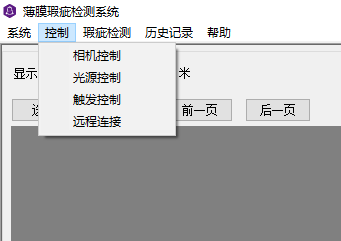 薄膜瑕疵检测系统
系统 控制 瑕疵检测 历史记录 帮助
相机控制
显示 米
光源控制
触发控制
前一页 后一页
远程连接